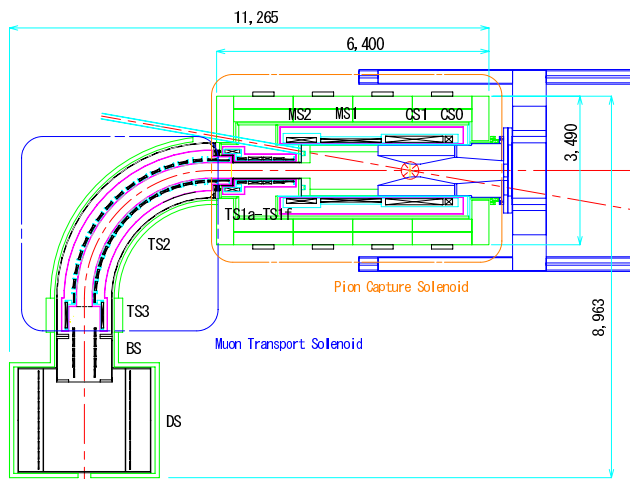 11,265
6,400
MS2
MS1
CS1
CS0
3,490
TS1a-TS1f
TS2
Pion Capture Solenoid
8,963
TS3
Muon Transport Solenoid
BS
DS